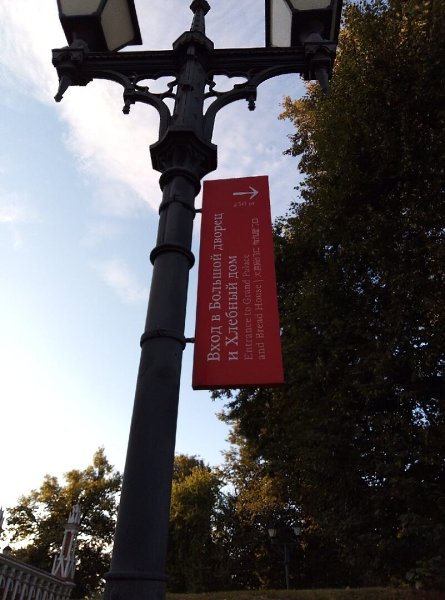 Вход в Большой дворец
и Хлебный дом
Entrance to Grand Palace
and Bread House |
250 м